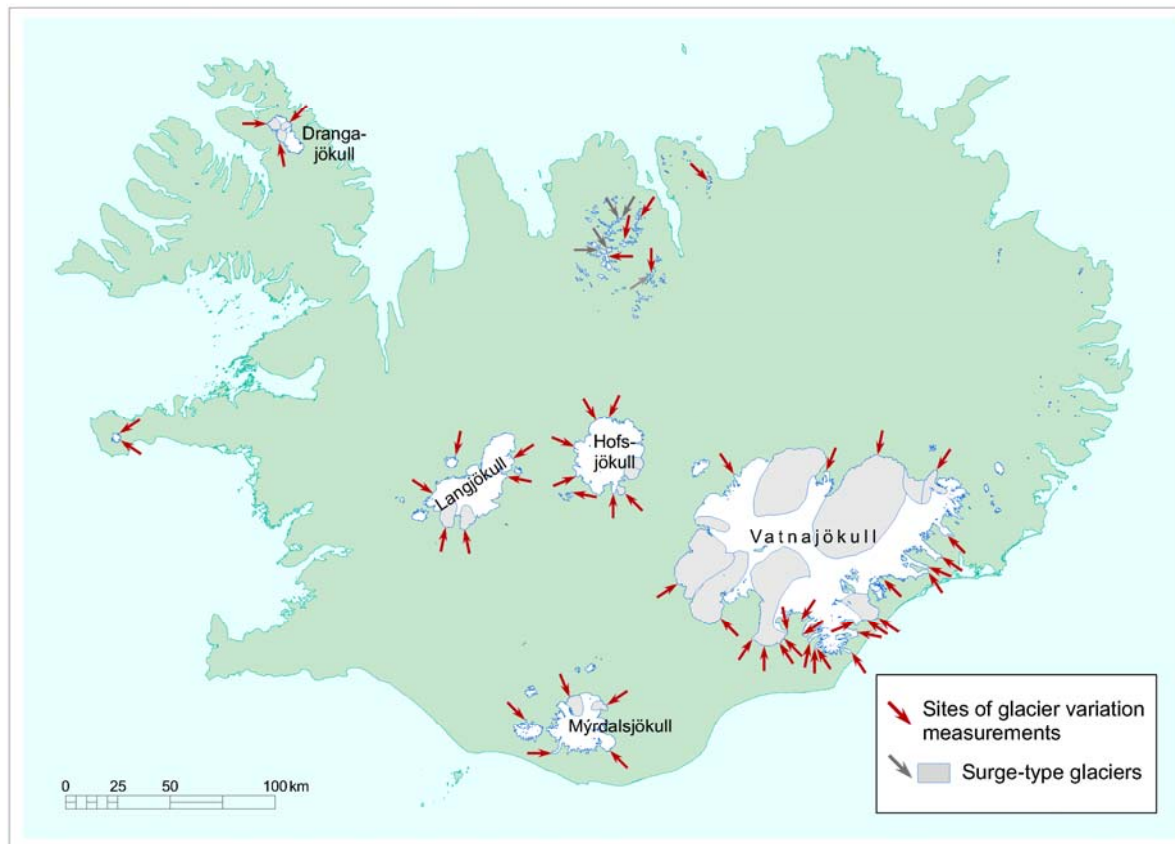 Dranga-
jökull
Hofs-
jökull
Langjökull
Vatnajökull
Mýrdalsjökull
Sites of glacier variation
measurements
Surge-type glaciers
0 25 50 100 km